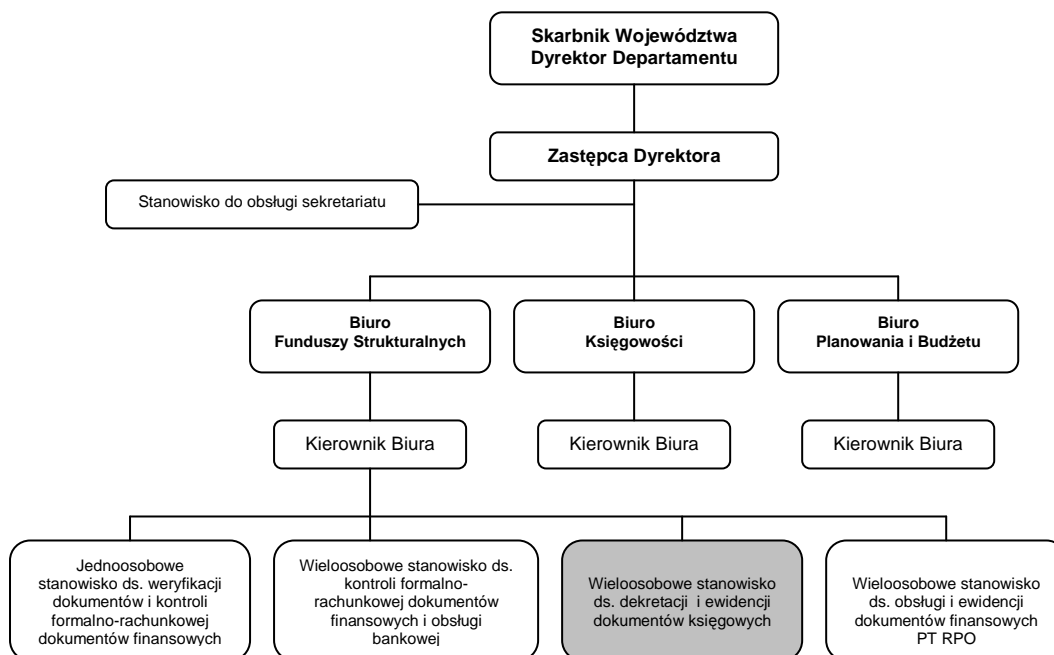 Skarbnik Województwa
Dyrektor Departamentu
Zastępca Dyrektora
Stanowisko do obsługi sekretariatu
Biuro
Funduszy Strukturalnych
Biuro
Księgowości
Biuro
Planowania i Budżetu
Kierownik Biura
Kierownik Biura
Kierownik Biura
Jednoosobowe
stanowisko ds. weryfikacji
dokumentów i kontroli
formalno-rachunkowej
dokumentów finansowych
Wieloosobowe stanowisko ds.
kontroli formalno-
rachunkowej dokumentów
finansowych i obsługi
bankowej
Wieloosobowe stanowisko
ds. dekretacji i ewidencji
dokumentów księgowych
Wieloosobowe stanowisko
ds. obsługi i ewidencji
dokumentów finansowych
PT RPO